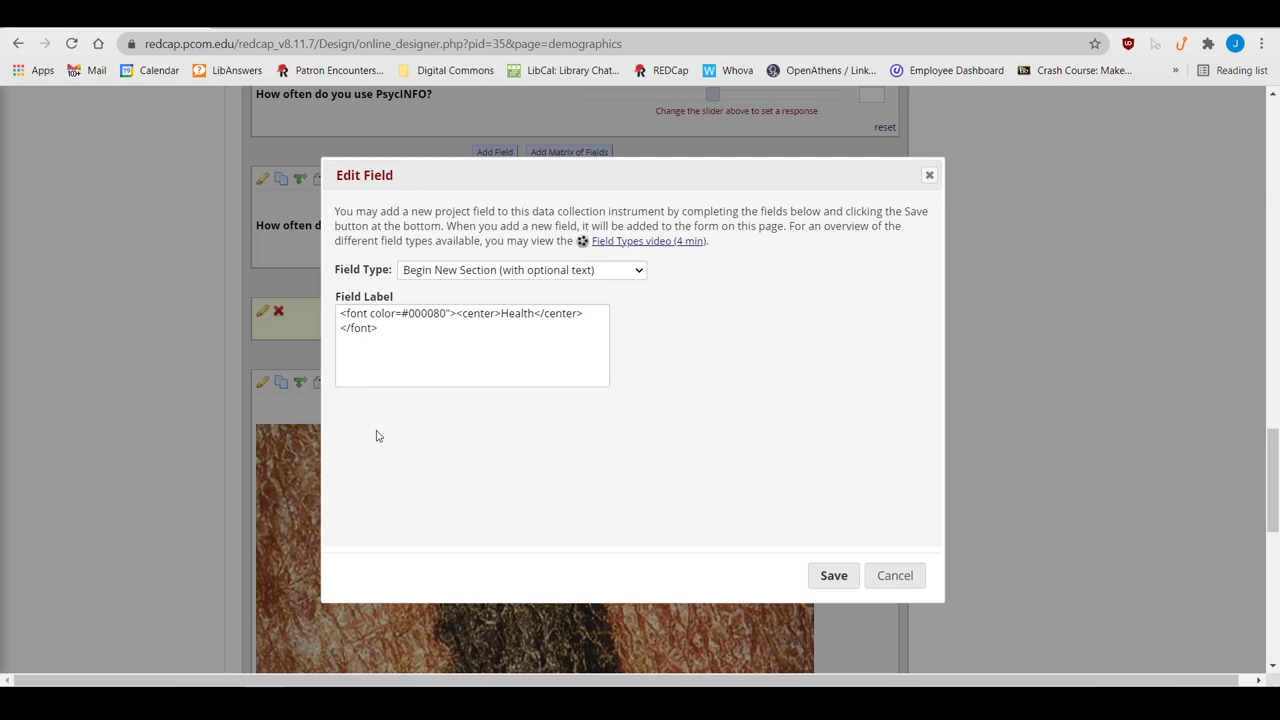 redcap.pcom.edu/redcap_v8.11.7/Design/online_designer.php?pid=35&page=demographics
Apps Mail Calendar LibAnswers Patron Encounters... Digital Commons LibCal: Library Chat... REDCap Whova OpenAthens / Link... Employee Dashboard Crash Course: Make... » Reading list
How often do you use PsycINFO?
Change the slider above to set a response
reset
Add Field Add Matrix of Fields
Edit Field
You may add a new project field to this data collection instrument by completing the fields below and clicking the Save
button at the bottom. When you add a new field, it will be added to the form on this page. For an overview of the
different field types available, you may view the Field Types video (4 min).
How often d
Field Type: Begin New Section (with optional text)
Field Label
<font color=#000080"><center>Health</center>
</font>
Save Cancel